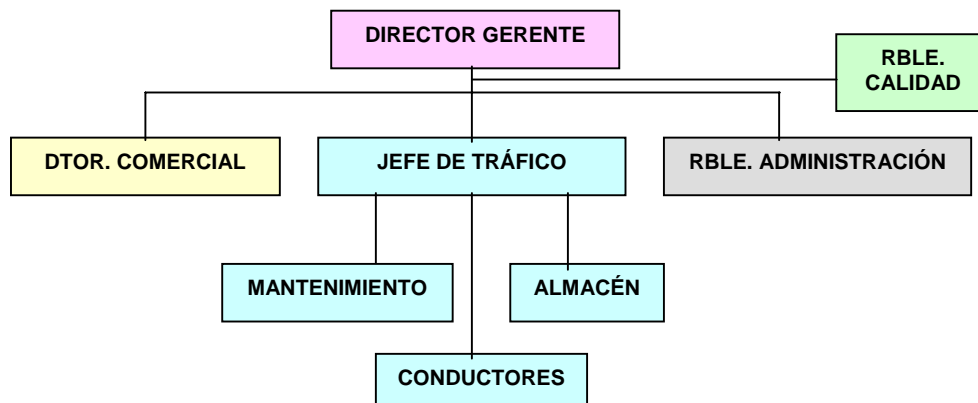 DIRECTOR GERENTE
RBLE.
CALIDAD
DTOR. COMERCIAL
JEFE DE TRÁFICO
RBLE. ADMINISTRACIÓN
MANTENIMIENTO
ALMACÉN
CONDUCTORES